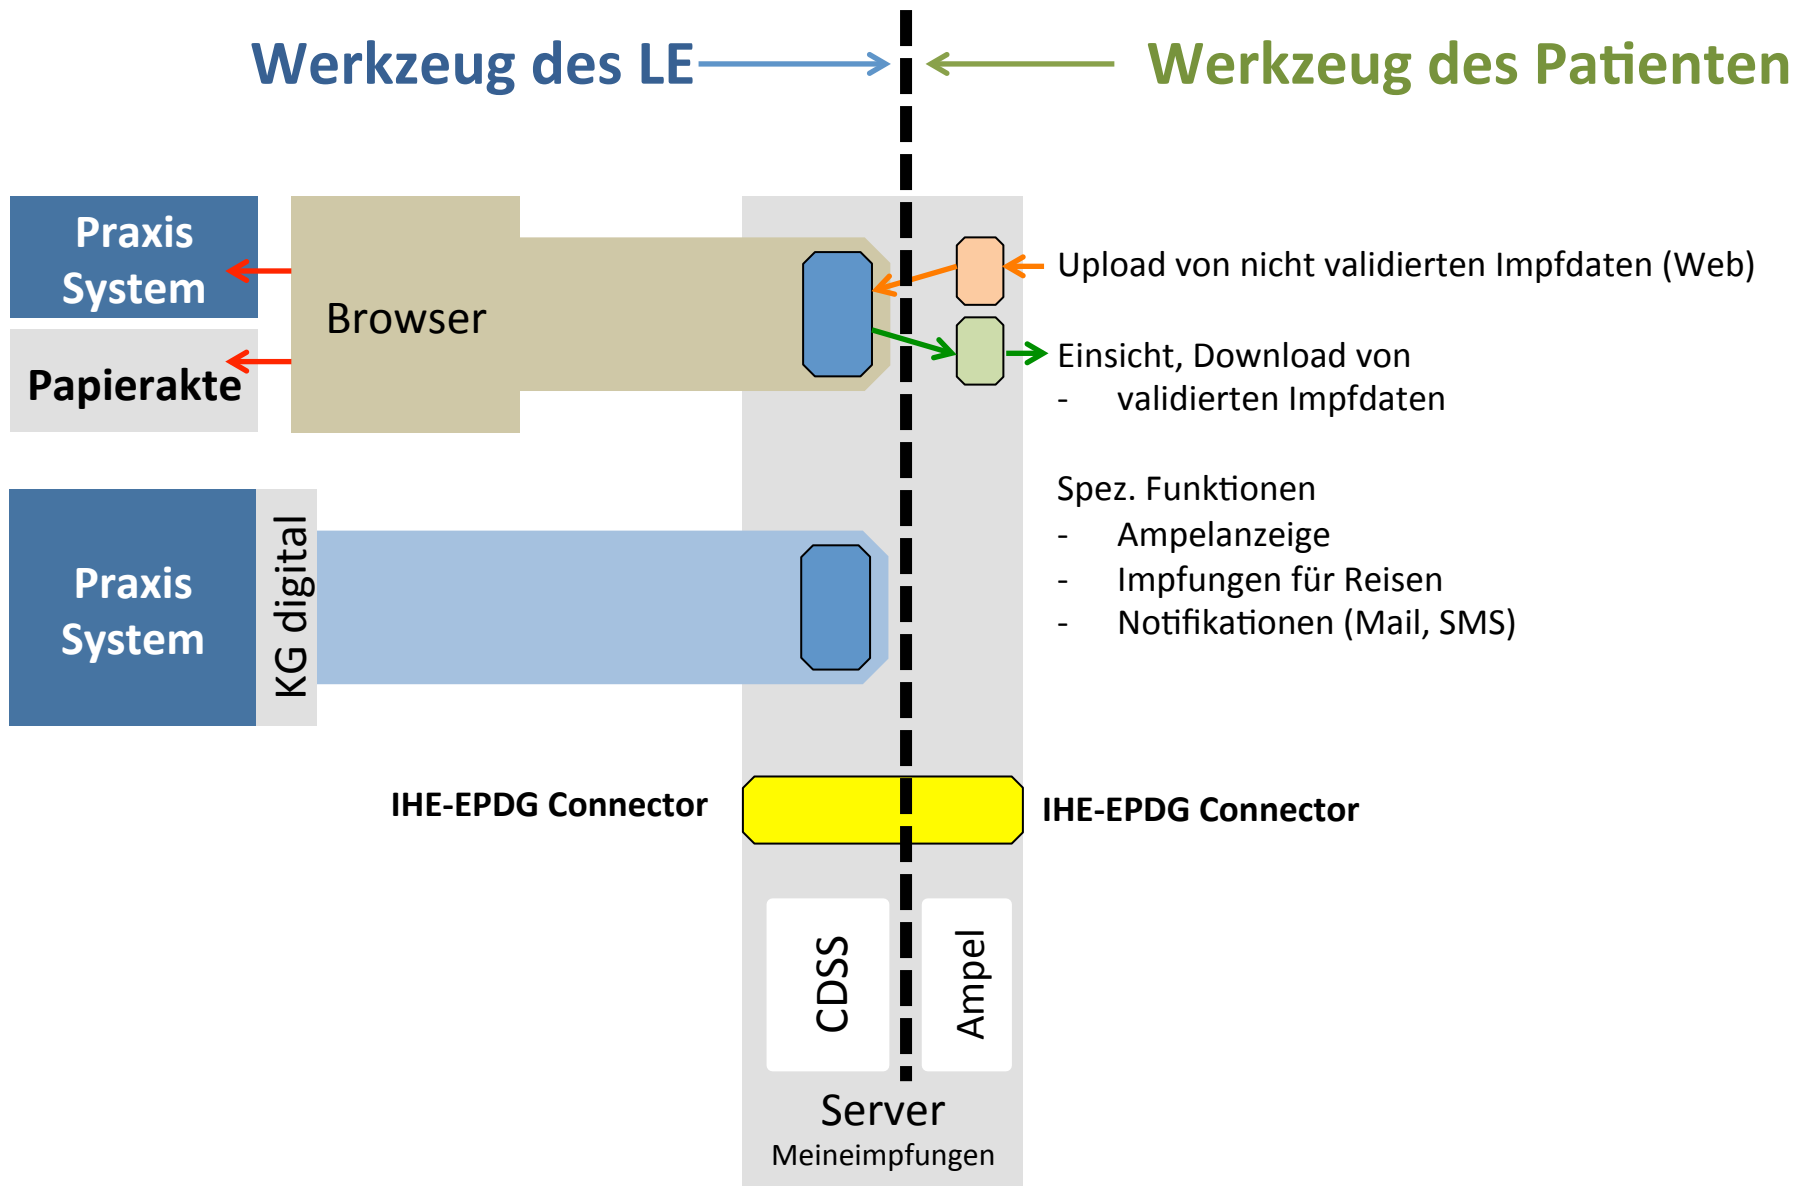 Werkzeug des LE
Werkzeug des Patienten
Praxis
System
Papierakte
Browser
Upload von nicht validierten Impfdaten (Web)
Einsicht, Download von
- validierten Impfdaten
Spez. Funktionen
- Ampelanzeige
- Impfungen für Reisen
- Notifikationen (Mail, SMS)
Praxis
System
KG digital
IHE-EPDG Connector
IHE-EPDG Connector
CDSS
Ampel
Server
Meineimpfungen